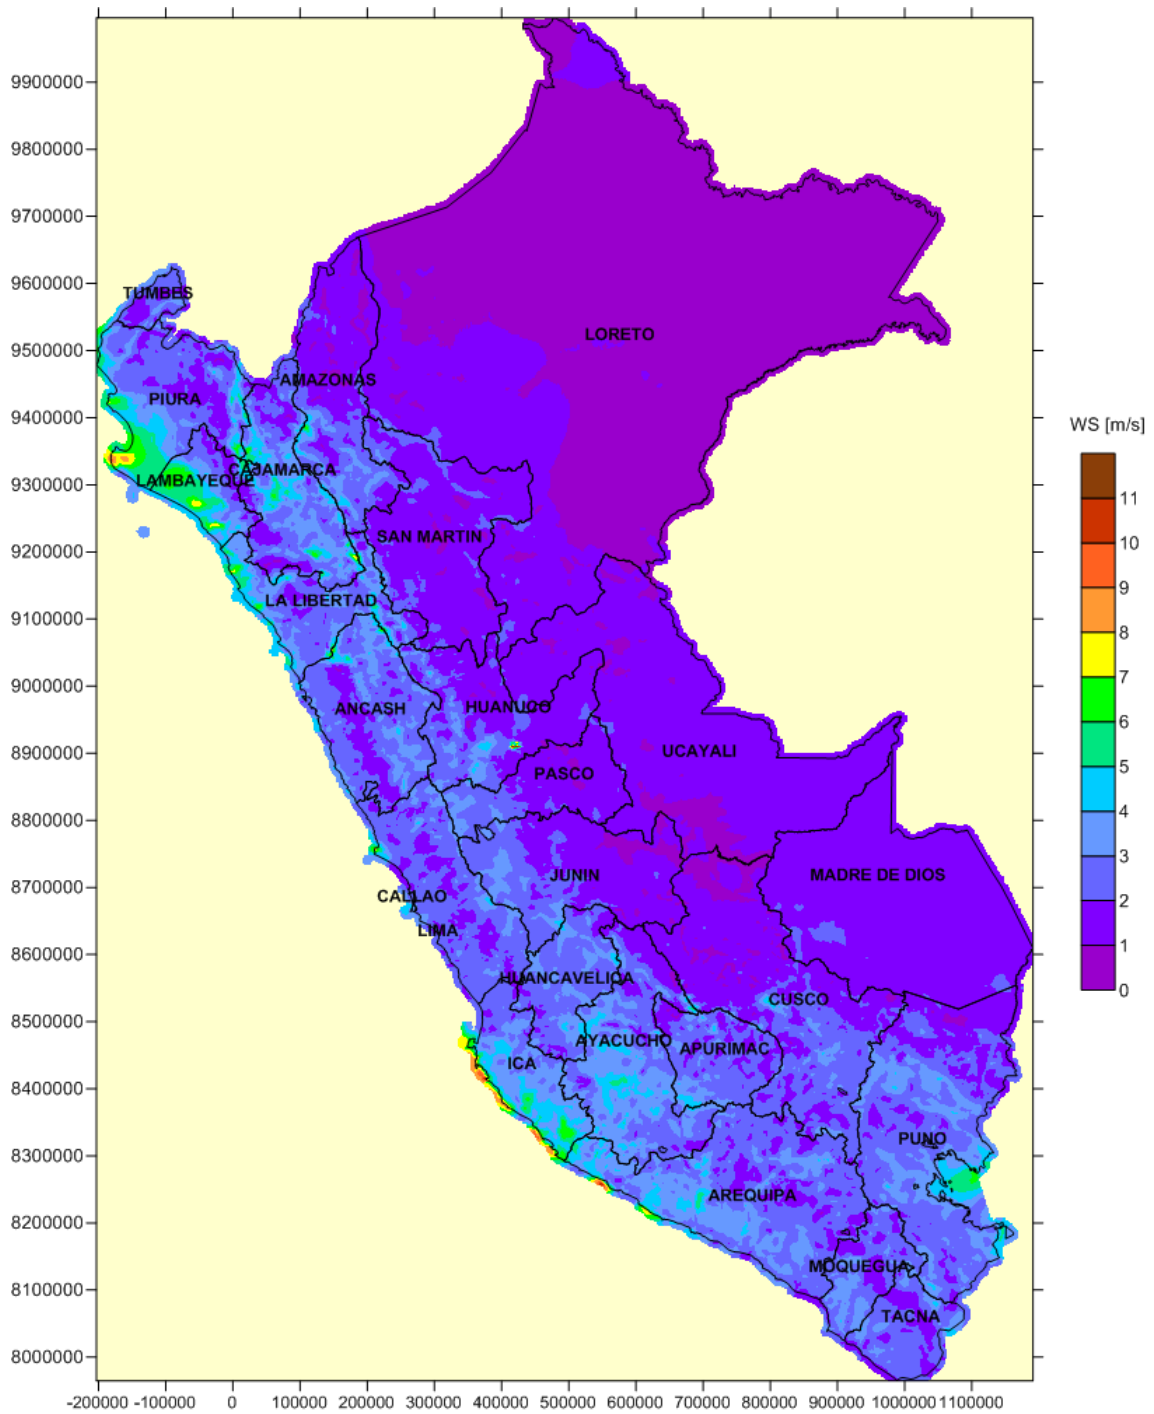 9900000
9800000
9700000
9600000
9500000
9400000
9300000
9200000
9100000
9000000
8900000
8800000
8700000
8600000
8500000
8400000
8300000
8200000
8100000
8000000
TUMBES
LORETO
AMAZONAS
PIURA
CAJAMARCA
LAMBAYEQUE
SAN MARTIN
LA LIBERTAD
ANCASH
HUANUCO
UCAYALI
PASCO
JUNIN
MADRE DE DIOS
CALLAO
LIMA
HUANCAVELICA
CUSCO
AYACUCHO
APURIMAC
ICA
PUNO
AREQUIPA
MOQUEGUA
TACNA
WS [m/s]
11
10
9
8
7
6
5
4
3
2
1
0
-200000 -100000 0 100000 200000 300000 400000 500000 600000 700000 800000 900000 1000000 1100000